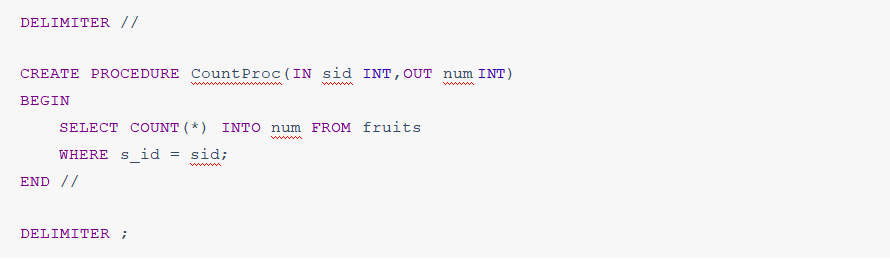 DELIMITER //
CREATE PROCEDURE CountProc(IN sid INT,OUT num INT)
BEGIN
SELECT COUNT(*) INTO num FROM fruits
WHERE s_id = sid;
END //
DELIMITER ;